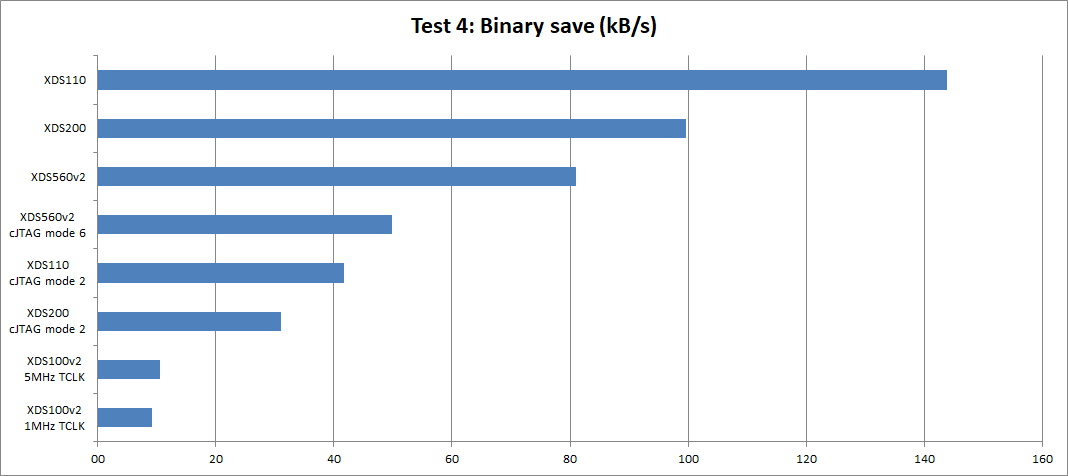 Test 4: Binary save (kB/s)
XDS110
XDS200
XDS560v2
XDS560v2
cJTAG mode 6
XDS110
cJTAG mode 2
XDS200
cJTAG mode 2
XDS100v2
5MHz TCLK
XDS100v2
1MHz TCLK
00 20 40 60 80 100 120 140 160